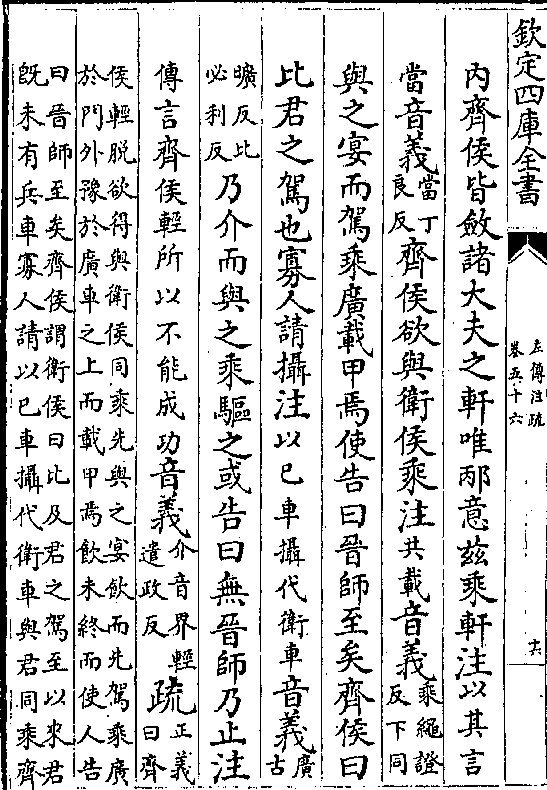 欽定四庫全書
左傳注疏
卷五十六
十六
內齊侯皆斂諸大夫之軒唯邴意茲乘軒注以其言
當音義當丁
良反齊侯欲與衛侯乘注共載音義乘繩證
反下同
與之宴而駕乘廣載甲焉使告曰晉師至矣齊侯曰
比君之駕也寡人請攝注以已車攝代衛車音義廣古
曠反比
必利反乃介而與之乘驅之或告曰無晉師乃止注
傳言齊侯輕所以不能成功音義介音界輕
遣政反疏正義
曰齊
侯輕脫欲得與衛侯同乘先與之宴飲而先駕乘廣
於門外豫於廣車之上而載甲焉飲未終而使人告
曰晉師至矣齊侯謂衛侯曰比及君之駕至以來君
旣未有兵車寡人請以已車攝代衛車與君同乘齊